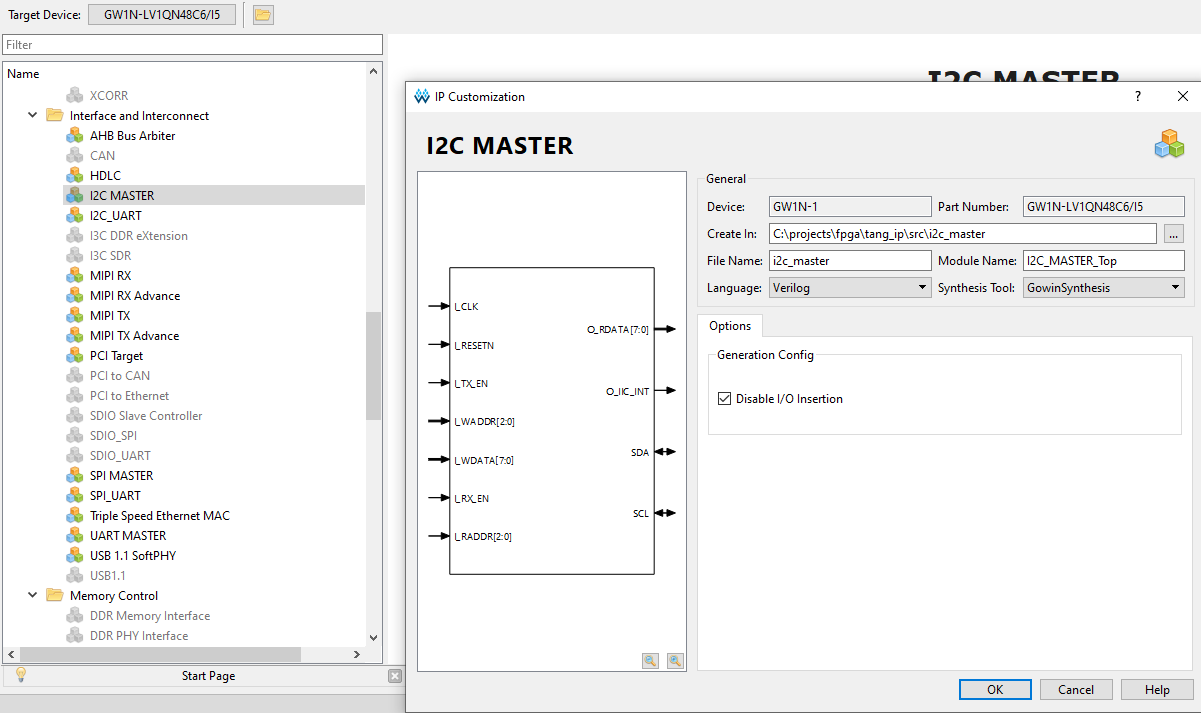 Target Device: GW1N-LV1QN48C6/I5
Filter
Name
XCORR
Interface and Interconnect
AHB Bus Arbiter
CAN
HDLC
I2C MASTER
I2C_UART
I3C DDR eXtension
I3C SDR
MIPI RX
MIPI RX Advance
MIPI TX
MIPI TX Advance
PCI Target
PCI to CAN
PCI to Ethernet
SDIO Slave Controller
SDIO_SPI
SDIO_UART
SPI MASTER
SPI_UART
Triple Speed Ethernet MAC
UART MASTER
USB 1.1 SoftPHY
USB1.1
Memory Control
DDR Memory Interface
DDR PHY Interface
Start Page
I2C MASTER
IP Customization
?
I2C MASTER
I_CLK
I_RESETN
I_TX_EN
I_WADDR[2:0]
I_WDATA[7:0]
I_RX_EN
I_RADDR[2:0]
O_RDATA[7:0]
O_IIC_INT
SDA
SCL
General
Device: GW1N-1 Part Number: GW1N-LV1QN48C6/I5
Create In: C:\projects\fpga\tang_ip\src\i2c_master ...
File Name: i2c_master Module Name: I2C_MASTER_Top
Language: Verilog Synthesis Tool: GowinSynthesis
Options
Generation Config
Disable I/O Insertion
OK Cancel Help